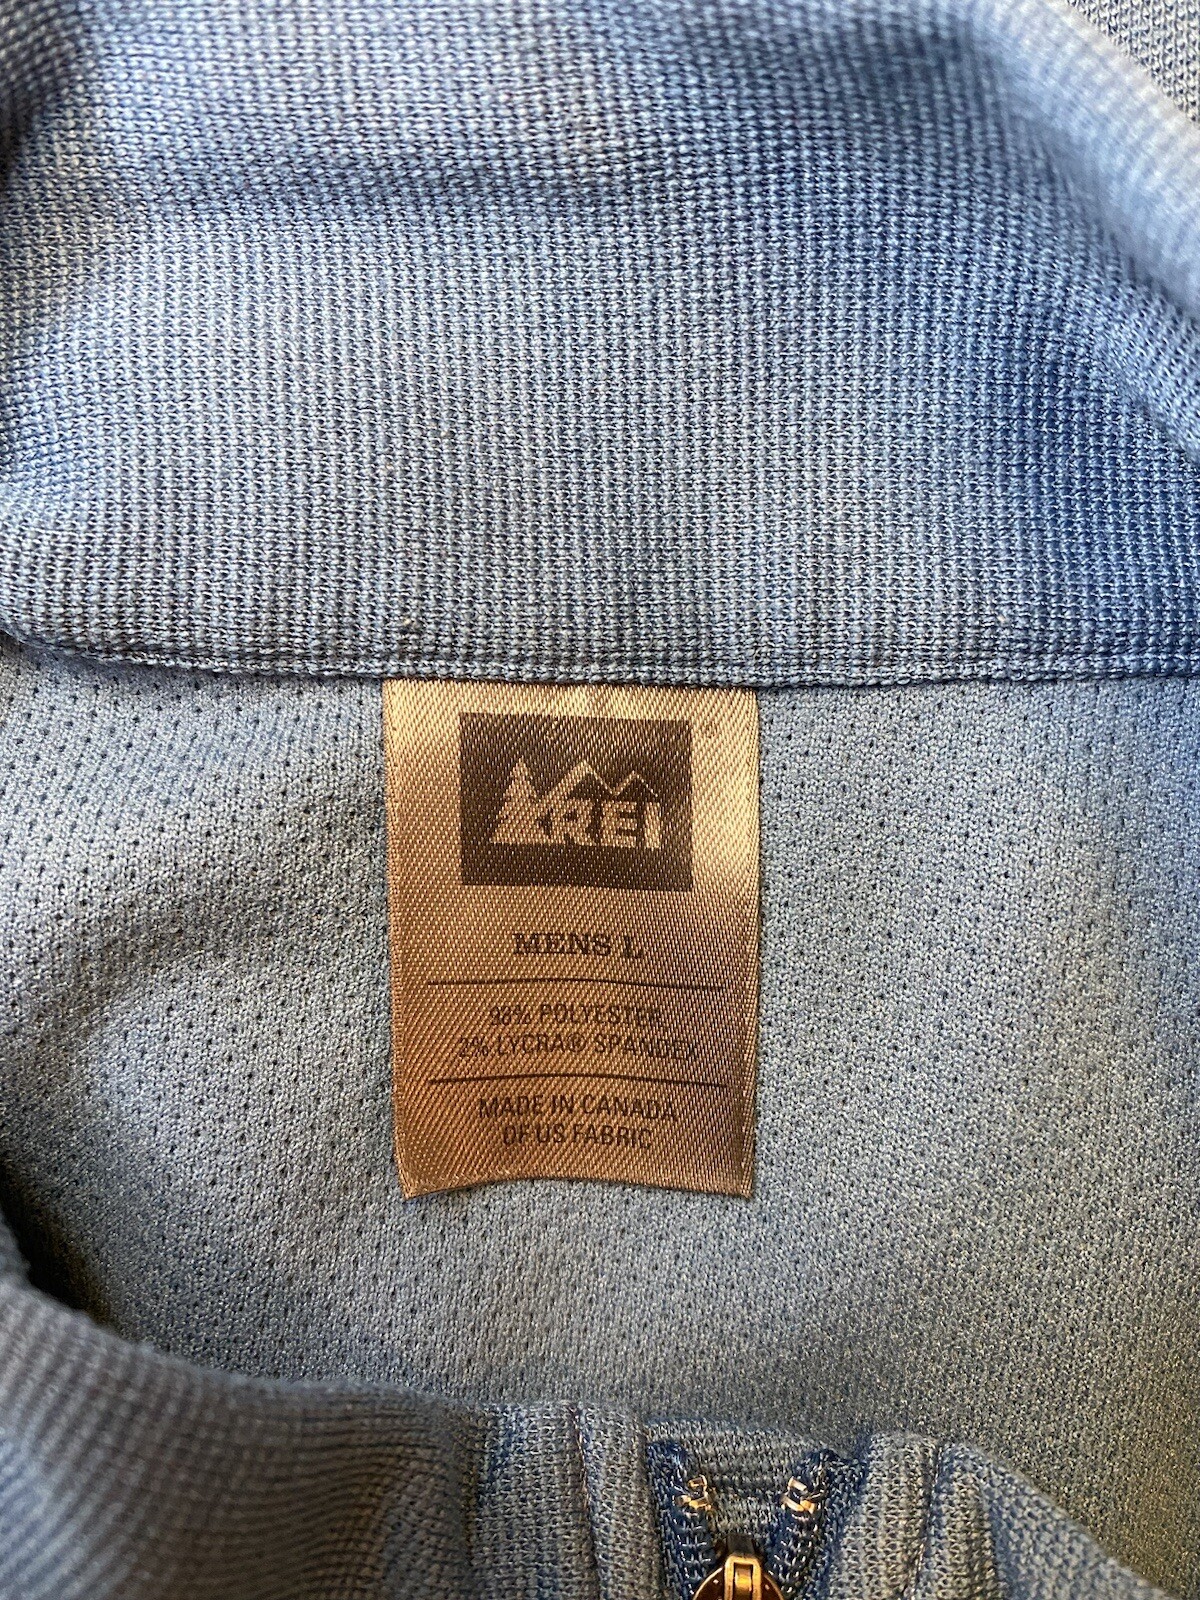 REI
®
MENS L
98% POLYESTER,
2% LYCRA® SPANDEX
MADE IN CANADA
OF US FABRIC